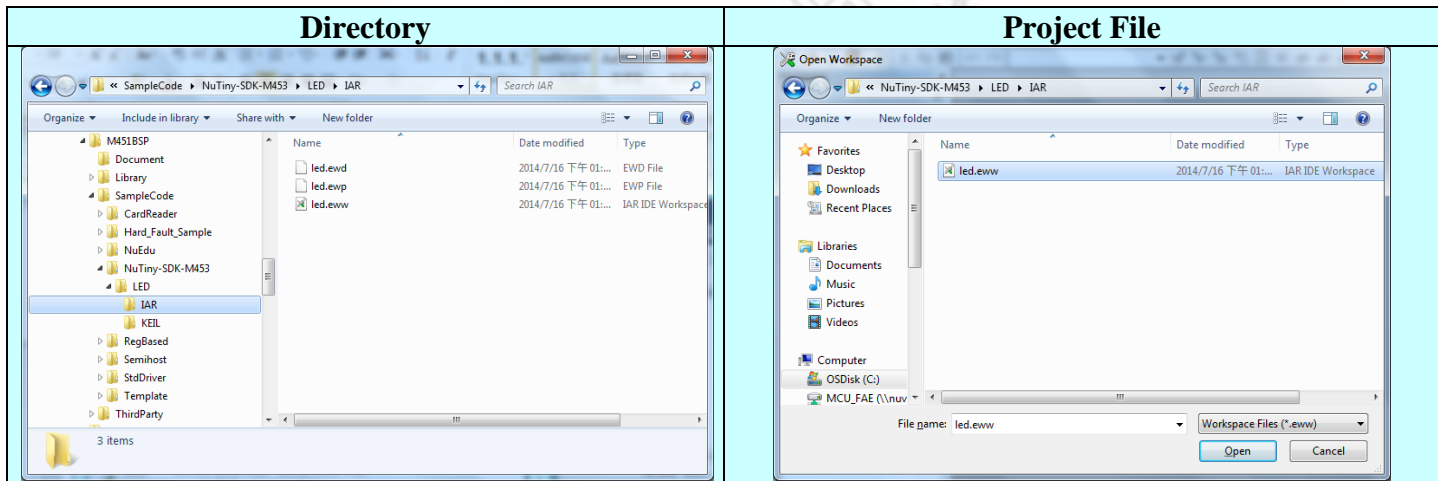 Directory
Project File
« SampleCode ▸ NuTiny-SDK-M453 ▸ LED ▸ IAR
Search IAR
Organize
Include in library
Share with
New folder
M451BSP
Document
Library
SampleCode
CardReader
Hard_Fault_Sample
NuEdu
NuTiny-SDK-M453
LED
IAR
KEIL
RegBased
Semihost
StdDriver
Template
ThirdParty
Name
Date modified
Type
led.ewd
2014/7/16 下午 01:...
EWD File
led.ewp
2014/7/16 下午 01:...
EWP File
led.eww
2014/7/16 下午 01:...
IAR IDE Workspace
3 items
Open Workspace
« NuTiny-SDK-M453 ▸ LED ▸ IAR
Search IAR
Organize
New folder
Favorites
Desktop
Downloads
Recent Places
Libraries
Documents
Music
Pictures
Videos
Computer
OSDisk (C:)
MCU_FAE (\\nuv
Name
Date modified
Type
led.eww
2014/7/16 下午 01:...
IAR IDE Workspace
File name:
led.eww
Workspace Files (*.eww)
Open
Cancel